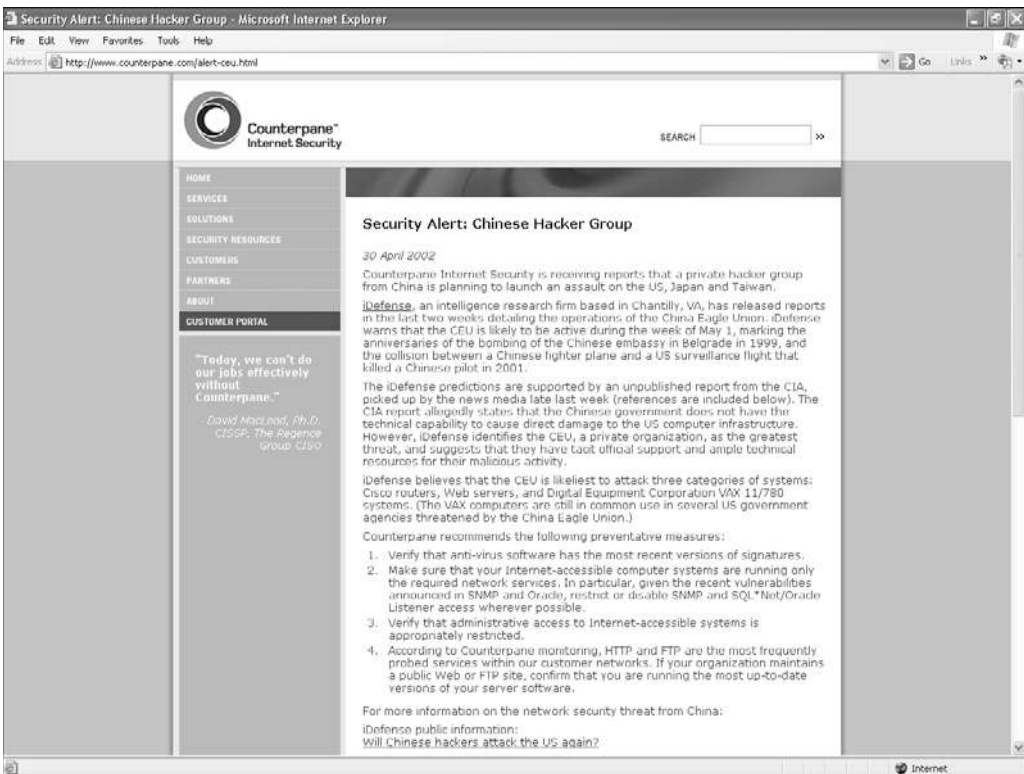 Security Alert: Chinese Hacker Group - Microsoft Internet Explorer
File Edit View Favorites Tools Help
Address http://www.counterpane.com/alert-ceu.html Go Links »
Counterpane™
Internet Security
SEARCH »
HOME
SERVICES
SOLUTIONS
SECURITY RESOURCES
CUSTOMERS
PARTNERS
ABOUT
CUSTOMER PORTAL
"Today, we can't do
our jobs effectively
without
Counterpane."
- David MacLeod, Ph.D.
CISSP, The Regence
Group CISO
Security Alert: Chinese Hacker Group
30 April 2002
Counterpane Internet Security is receiving reports that a private hacker group
from China is planning to launch an assault on the US, Japan and Taiwan.
iDefense, an intelligence research firm based in Chantilly, VA, has released reports
in the last two weeks detailing the operations of the China Eagle Union. iDefense
warns that the CEU is likely to be active during the week of May 1, marking the
anniversaries of the bombing of the Chinese embassy in Belgrade in 1999, and
the collision between a Chinese fighter plane and a US surveillance flight that
killed a Chinese pilot in 2001.
The iDefense predictions are supported by an unpublished report from the CIA,
picked up by the news media late last week (references are included below). The
CIA report allegedly states that the Chinese government does not have the
technical capability to cause direct damage to the US computer infrastructure.
However, iDefense identifies the CEU, a private organization, as the greatest
threat, and suggests that they have tacit official support and ample technical
resources for their malicious activity.
iDefense believes that the CEU is likeliest to attack three categories of systems:
Cisco routers, Web servers, and Digital Equipment Corporation VAX 11/780
systems. (The VAX computers are still in common use in several US government
agencies threatened by the China Eagle Union.)
Counterpane recommends the following preventative measures:
1. Verify that anti-virus software has the most recent versions of signatures.
2. Make sure that your Internet-accessible computer systems are running only
the required network services. In particular, given the recent vulnerabilities
announced in SNMP and Oracle, restrict or disable SNMP and SQL*Net/Oracle
Listener access wherever possible.
3. Verify that administrative access to Internet-accessible systems is
appropriately restricted.
4. According to Counterpane monitoring, HTTP and FTP are the most frequently
probed services within our customer networks. If your organization maintains
a public Web or FTP site, confirm that you are running the most up-to-date
versions of your server software.
For more information on the network security threat from China:
iDefense public information:
Will Chinese hackers attack the US again?
Internet